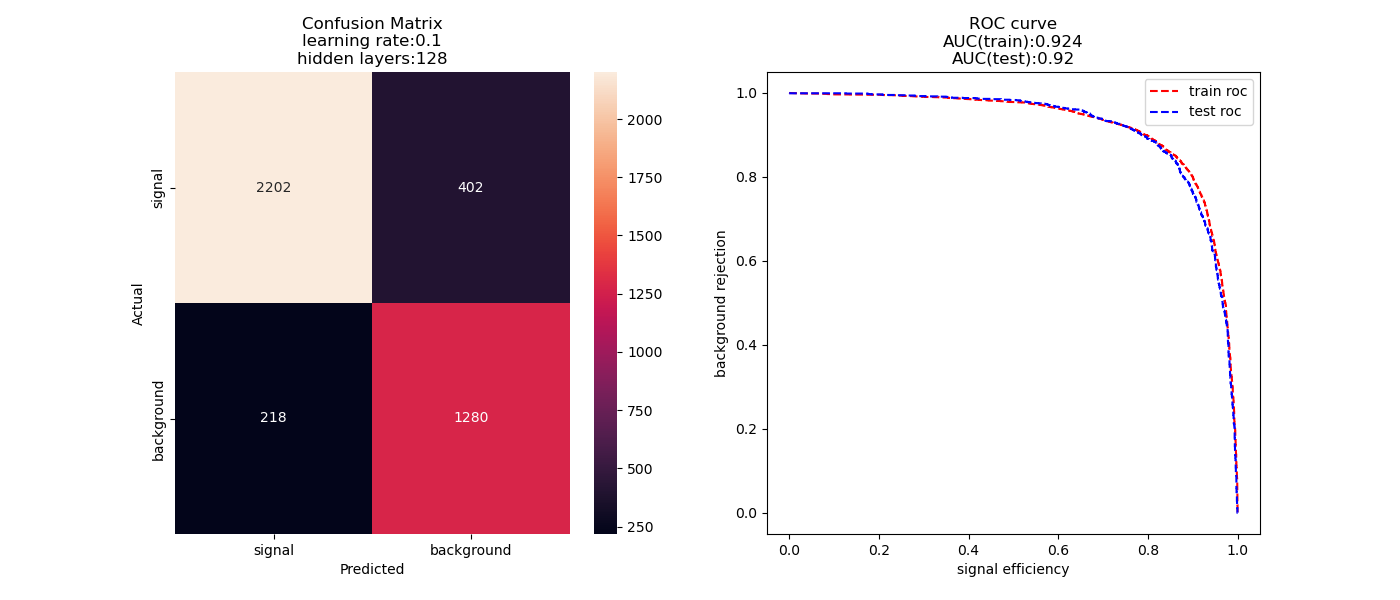 Confusion Matrix
learning rate:0.1
hidden layers:128
signal
background
Actual
2202
402
218
1280
signal
background
Predicted
2000
1750
1500
1250
1000
750
500
250
ROC curve
AUC(train):0.924
AUC(test):0.92
train roc
test roc
1.0
0.8
0.6
0.4
0.2
0.0
background rejection
0.0
0.2
0.4
0.6
0.8
1.0
signal efficiency